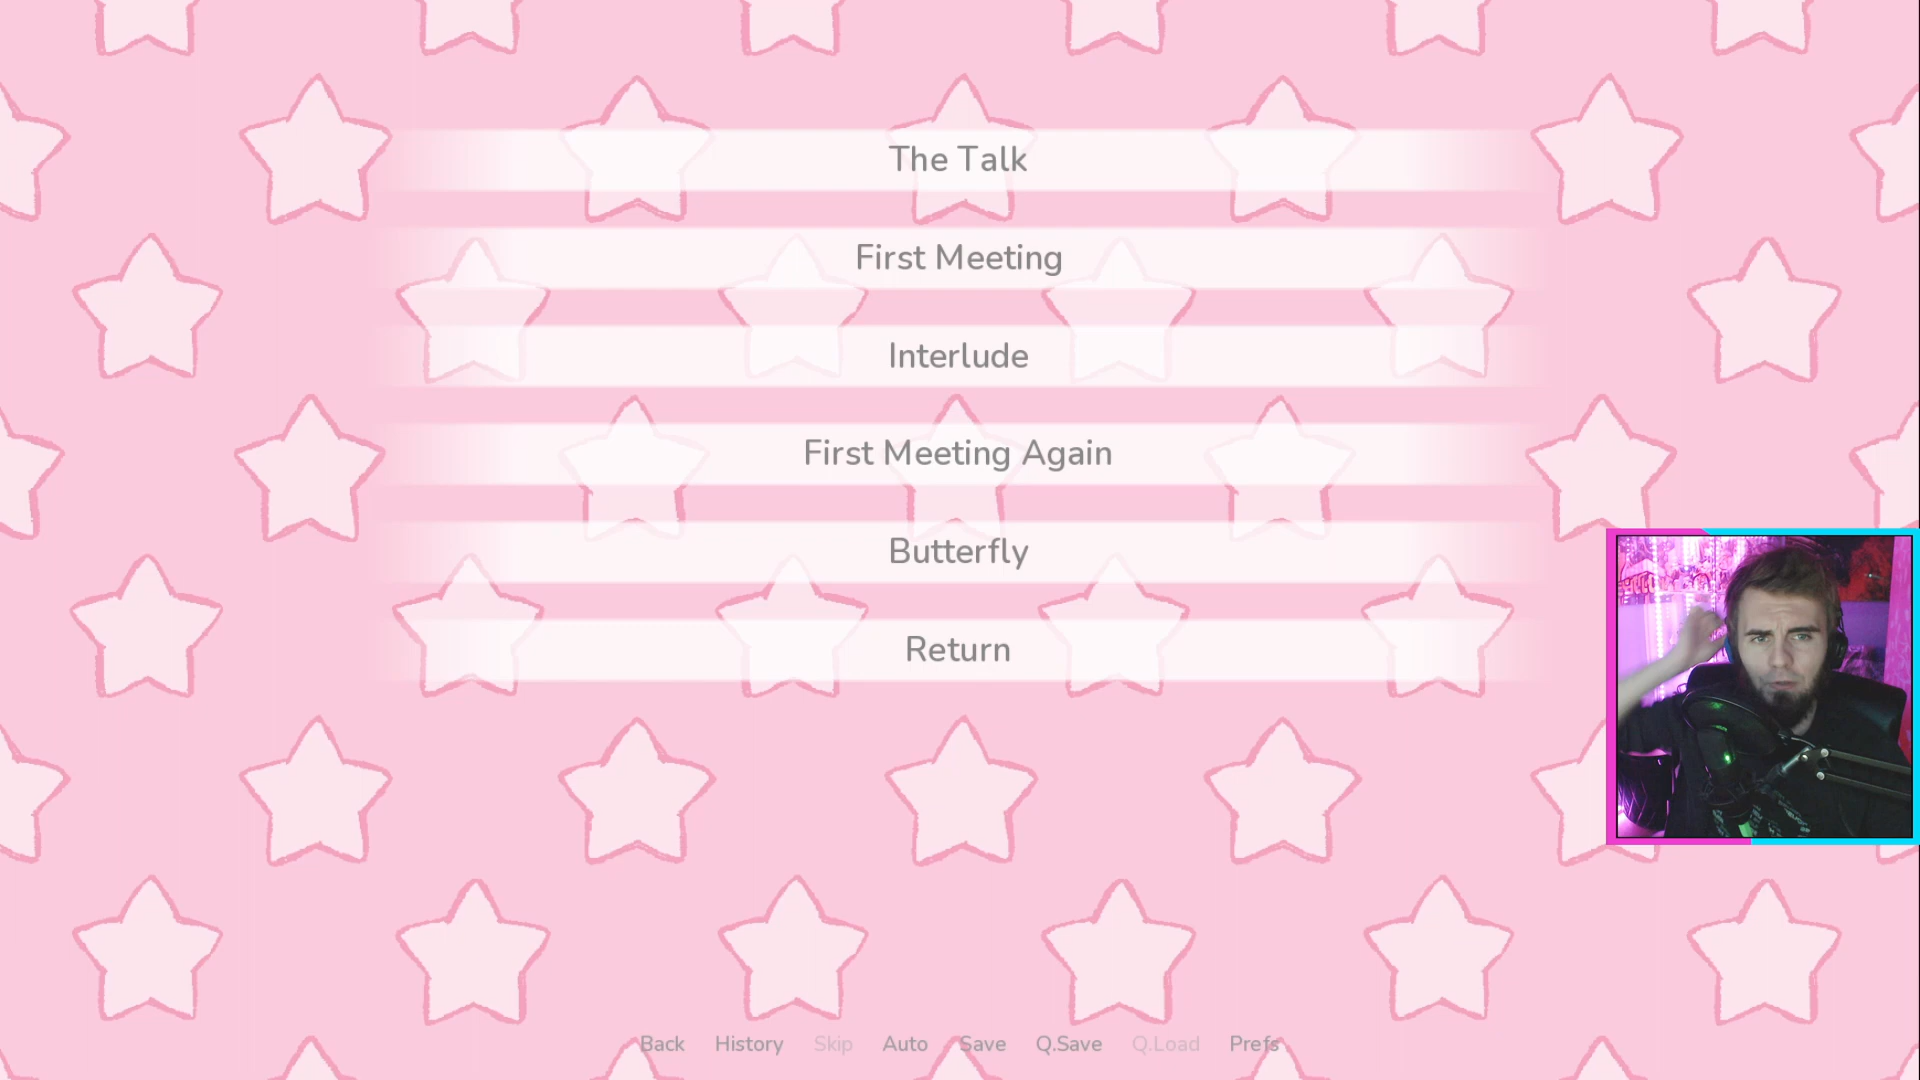 The Talk
First Meeting
Interlude
First Meeting Again
Butterfly
Return
Back History Skip Auto Save Q.Save Q.Load Prefs